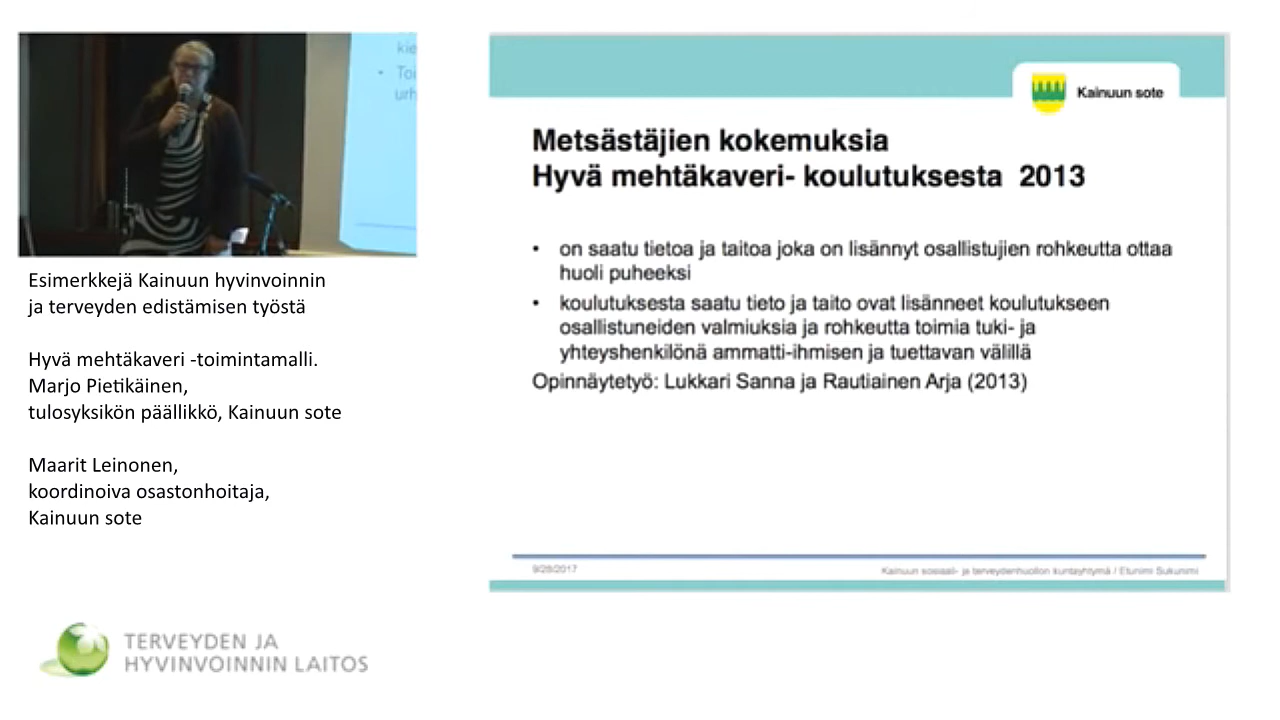 kie
Toi
urh
Esimerkkejä Kainuun hyvinvoinnin
ja terveyden edistämisen työstä
Hyvä mehtäkaveri -toimintamalli.
Marjo Pietikäinen,
tulosyksikön päällikkö, Kainuun sote
Maarit Leinonen,
koordinoiva osastonhoitaja,
Kainuun sote
TERVEYDEN JA
HYVINVOINNIN LAITOS
Kainuun sote
Metsästäjien kokemuksia
Hyvä mehtäkaveri- koulutuksesta 2013
• on saatu tietoa ja taitoa joka on lisännyt osallistujien rohkeutta ottaa
huoli puheeksi
• koulutuksesta saatu tieto ja taito ovat lisänneet koulutukseen
osallistuneiden valmiuksia ja rohkeutta toimia tuki- ja
yhteyshenkilönä ammatti-ihmisen ja tuettavan välillä
Opinnäytetyö: Lukkari Sanna ja Rautiainen Arja (2013)
9/28/2017
Kainuun sosiaali- ja terveydenhuollon kuntayhtymä / Etunimi Sukunimi